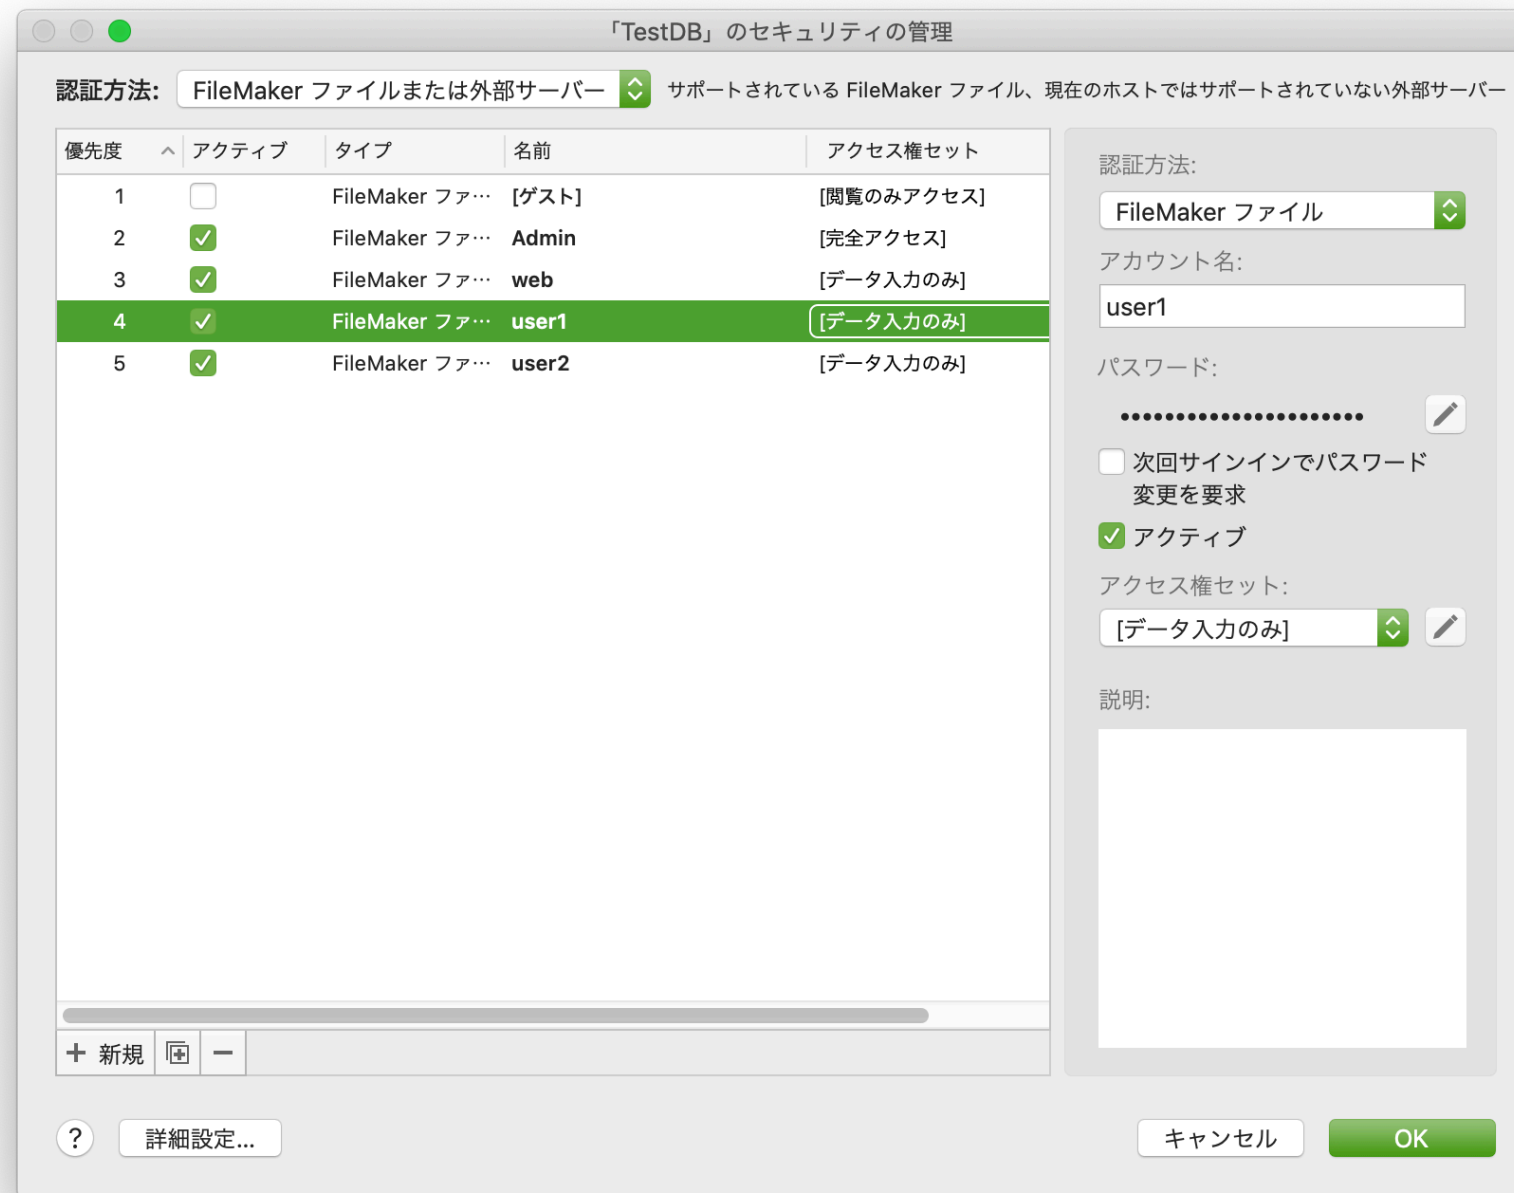 「TestDB」のセキュリティの管理
認証方法: FileMaker ファイルまたは外部サーバー サポートされている FileMaker ファイル、現在のホストではサポートされていない外部サーバー
優先度 アクティブ タイプ 名前 アクセス権セット
1 FileMaker ファ… [ゲスト] [閲覧のみアクセス]
2 FileMaker ファ… Admin [完全アクセス]
3 FileMaker ファ… web [データ入力のみ]
4 FileMaker ファ… user1 [データ入力のみ]
5 FileMaker ファ… user2 [データ入力のみ]
+ 新規
認証方法:
FileMaker ファイル
アカウント名:
user1
パスワード:
••••••••••••••••••••••
次回サインインでパスワード
変更を要求
アクティブ
アクセス権セット:
[データ入力のみ]
説明:
? 詳細設定... キャンセル OK